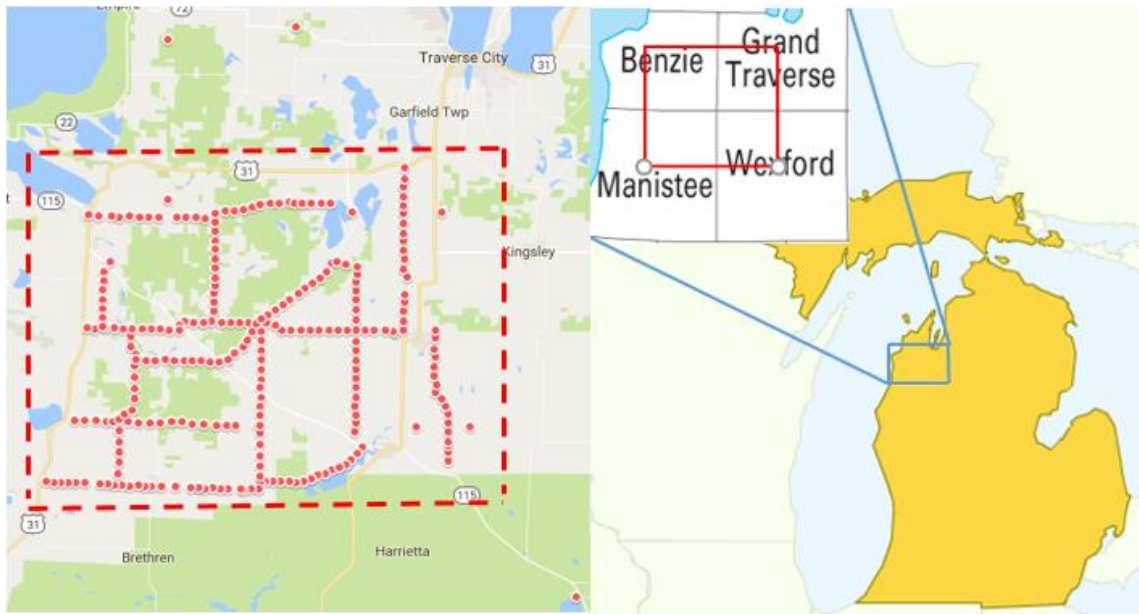 Empire
72
Traverse City
31
Garfield Twp
22
31
115
Kingsley
115
31
Brethren
Harrietta
Benzie
Grand
Traverse
Manistee
Wexford